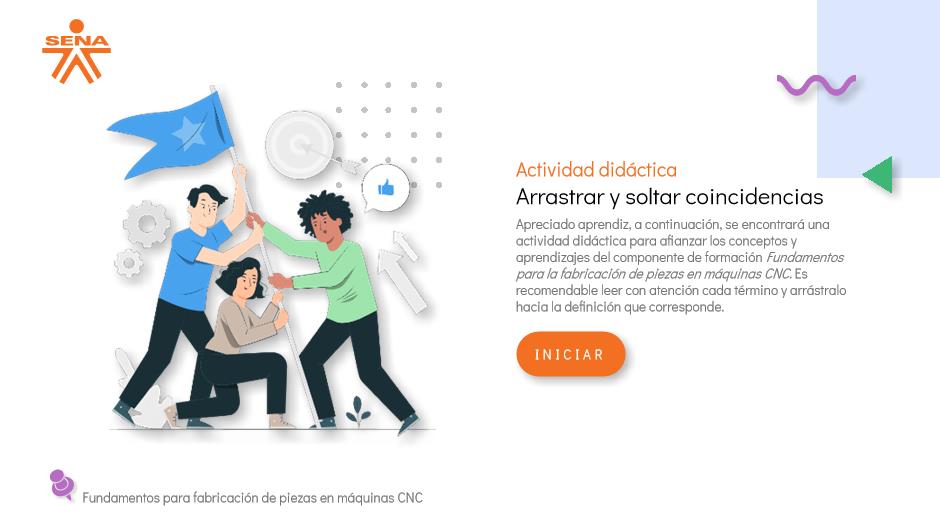 SENA
Actividad didáctica
Arrastrar y soltar coincidencias
Apreciado aprendiz, a continuación, se encontrará una
actividad didáctica para afianzar los conceptos y
aprendizajes del componente de formación Fundamentos
para la fabricación de piezas en máquinas CNC. Es
recomendable leer con atención cada término y arrástralo
hacia la definición que corresponde.
INICIAR
Fundamentos para fabricación de piezas en máquinas CNC